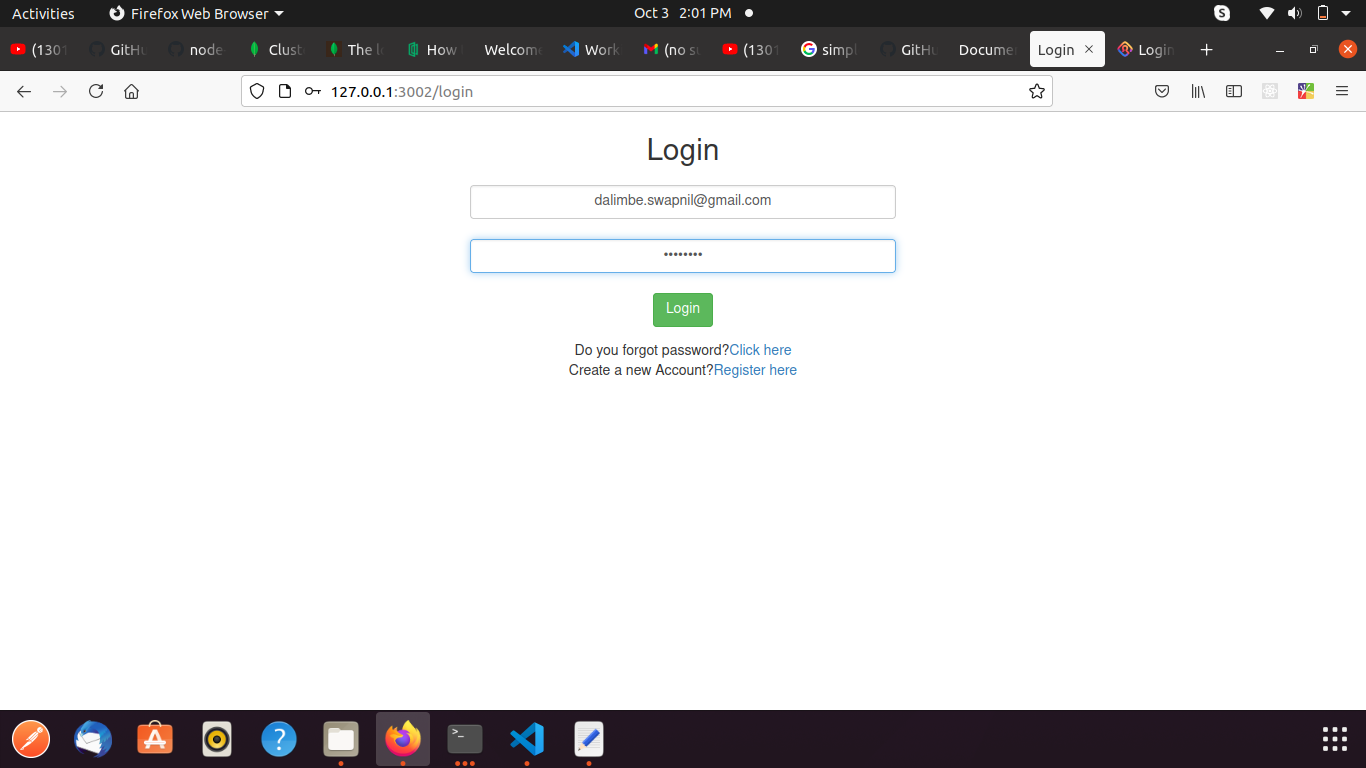 Activities Firefox Web Browser Oct 3 2:01 PM
(1301 GitHu node- Clust The l How Welcome Work (no su (1301 simpl GitHu Docume Login Login
127.0.0.1:3002/login
Login
dalimbe.swapnil@gmail.com
••••••••
Login
Do you forgot password?Click here
Create a new Account?Register here